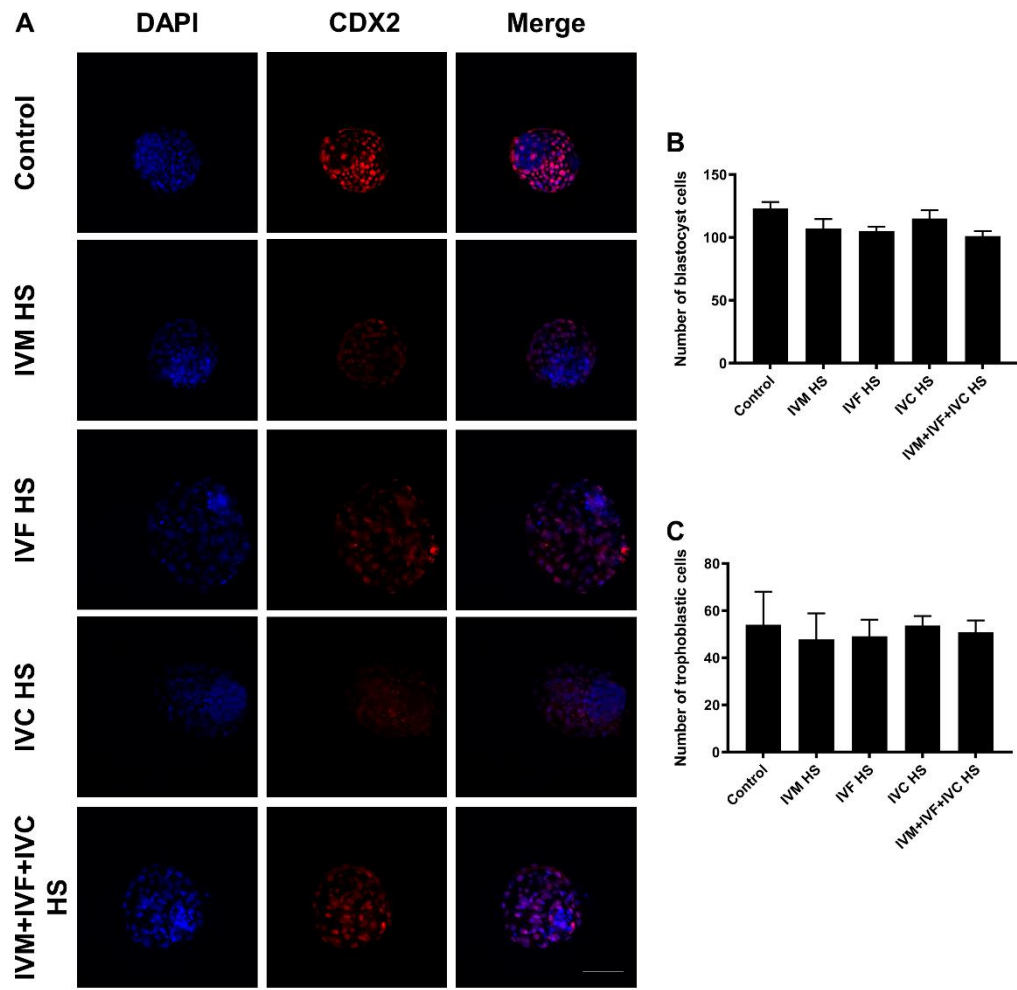 A
DAPI
CDX2
Merge
Control
IVM HS
IVF HS
IVC HS
IVM+IVF+IVC
HS
B
Number of blastocyst cells
150
100
50
0
Control
IVM HS
IVF HS
IVC HS
IVM+IVF+IVC HS
C
Number of trophoblastic cells
80
60
40
20
0
Control
IVM HS
IVF HS
IVC HS
IVM+IVF+IVC HS